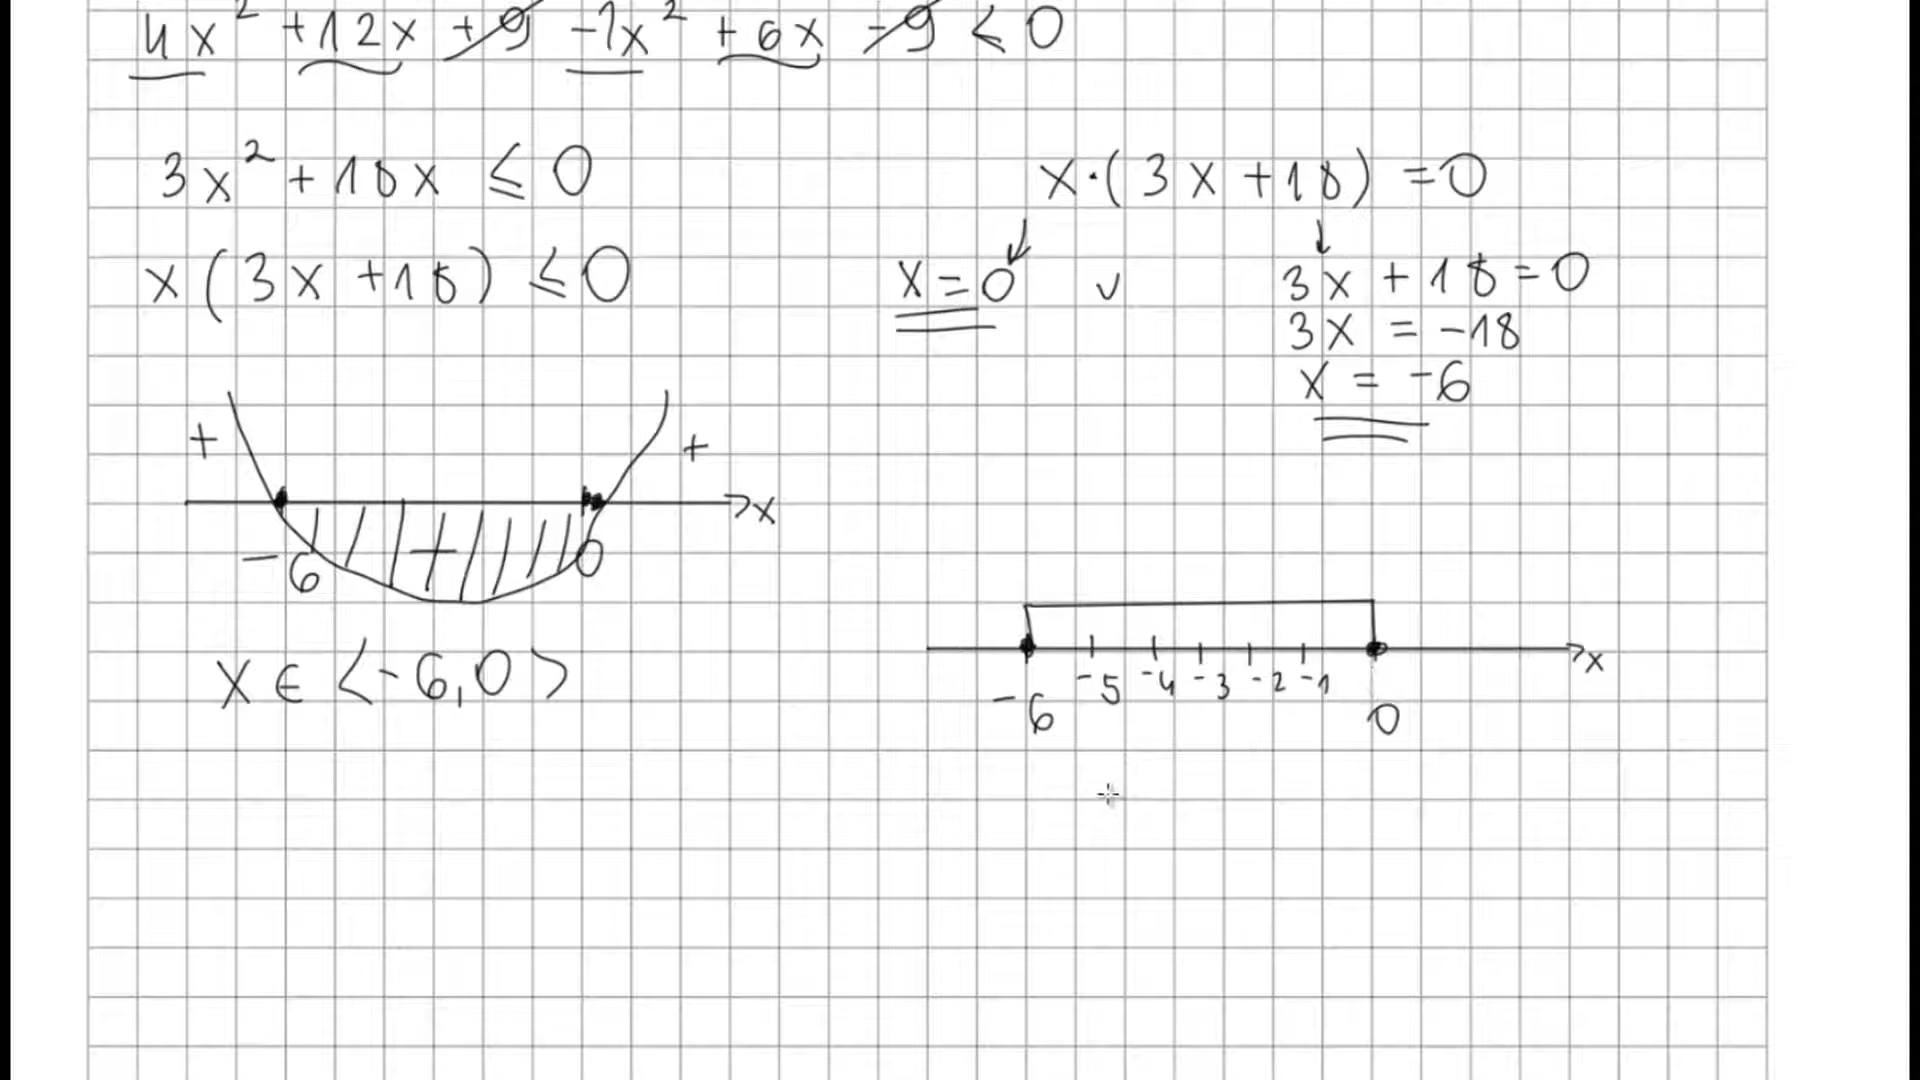 4x² +12x +9 -1x² +6x -9 ≤ 0
3x² +18x ≤ 0
x(3x +18) ≤ 0
x·(3x +18) = 0
x = 0 v 3x + 18 = 0
3x = -18
x = -6
+ +
x
-6 0
x ∈ <-6,0>
x
-6 -5 -4 -3 -2 -1 0